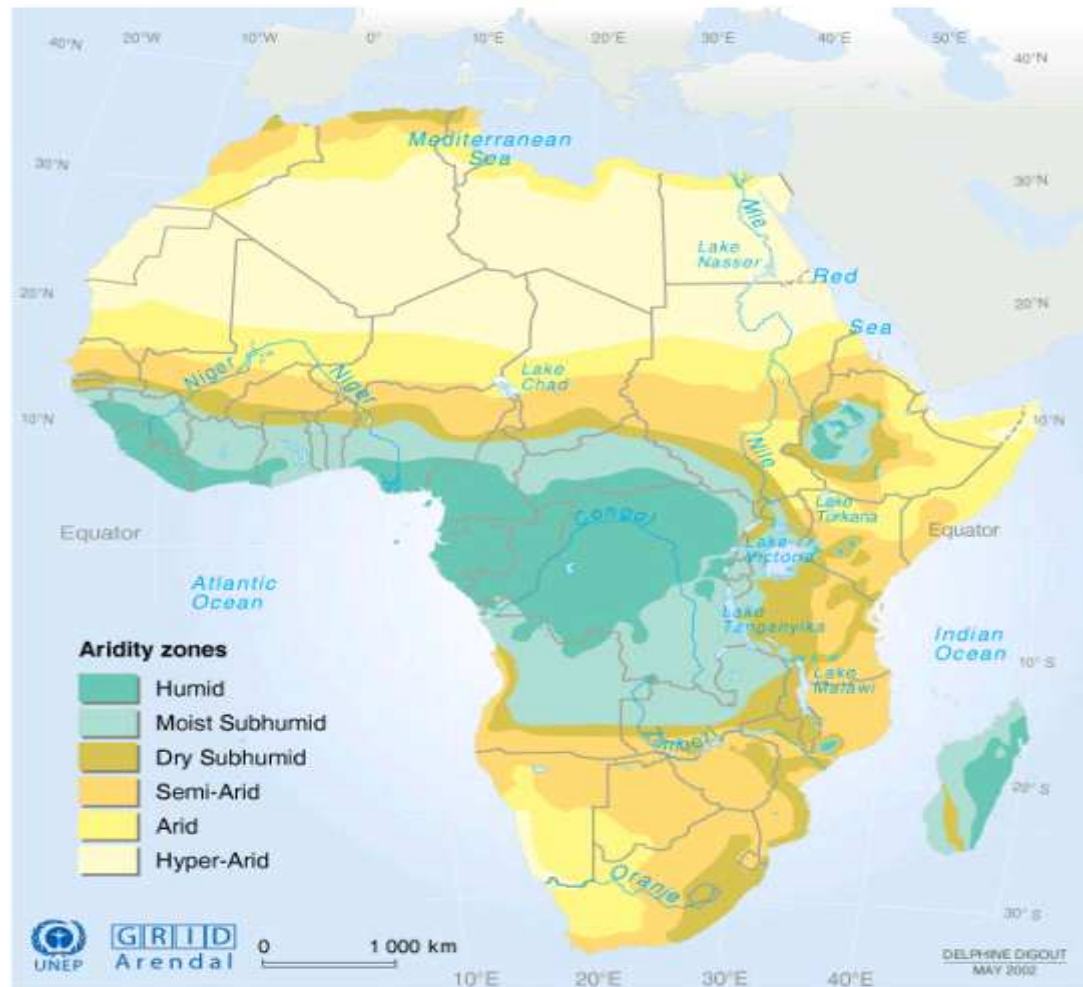 40°N
20°W
10°W
0°
10°E
20°E
30°E
40°E
50°E
40°N
Mediterranean
Sea
30°N
30°N
Nile
Lake
Nasser
Red
Sea
20°N
20°N
Niger
Niger
Lake
Chad
10°N
10°N
Nile
Lake
Turkana
Equator
Congo
Equator
Lake
Victoria
Atlantic
Ocean
Lake
Tanganyika
Indian
Ocean
10° S
Lake
Malawi
Aridity zones
Humid
Moist Subhumid
Dry Subhumid
Semi-Arid
Arid
Hyper-Arid
20° S
Oranje
30° S
UNEP
GRID
Arendal
0 1 000 km
10°E
20°E
30°E
40°E
DELPHINE DIGOUT
MAY 2002